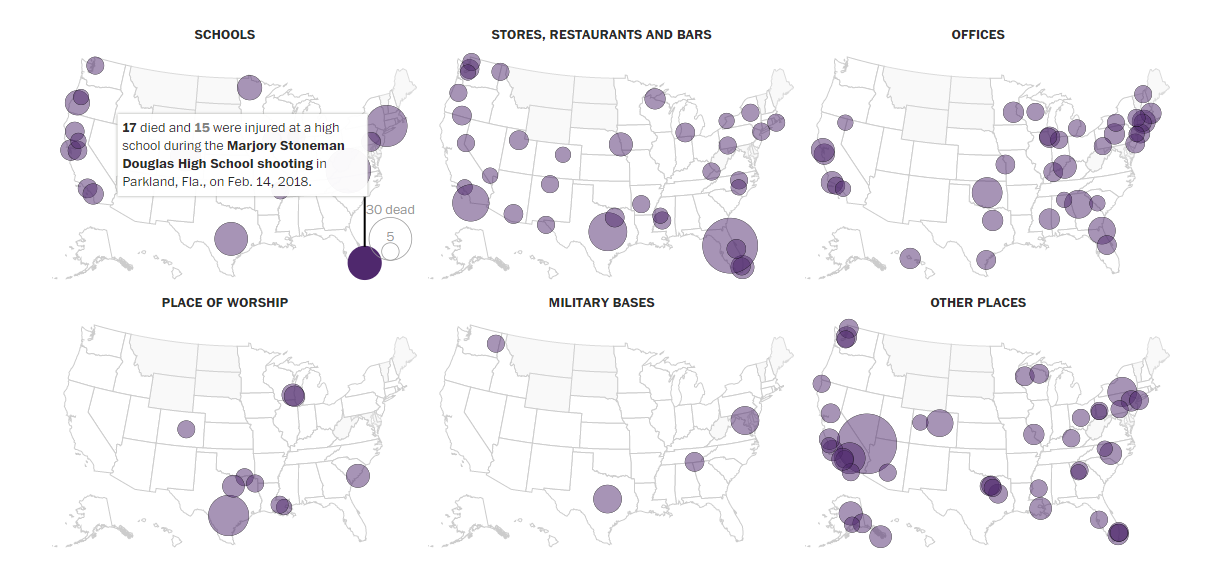 SCHOOLS
STORES, RESTAURANTS AND BARS
OFFICES
17 died and 15 were injured at a high
school during the Marjory Stoneman
Douglas High School shooting in
Parkland, Fla., on Feb. 14, 2018.
30 dead
5
PLACE OF WORSHIP
MILITARY BASES
OTHER PLACES